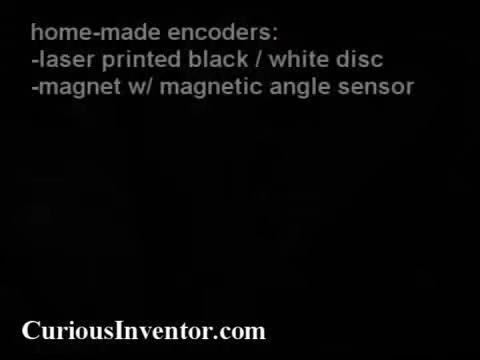 home-made encoders:
-laser printed black / white disc
-magnet w/ magnetic angle sensor
CuriousInventor.com